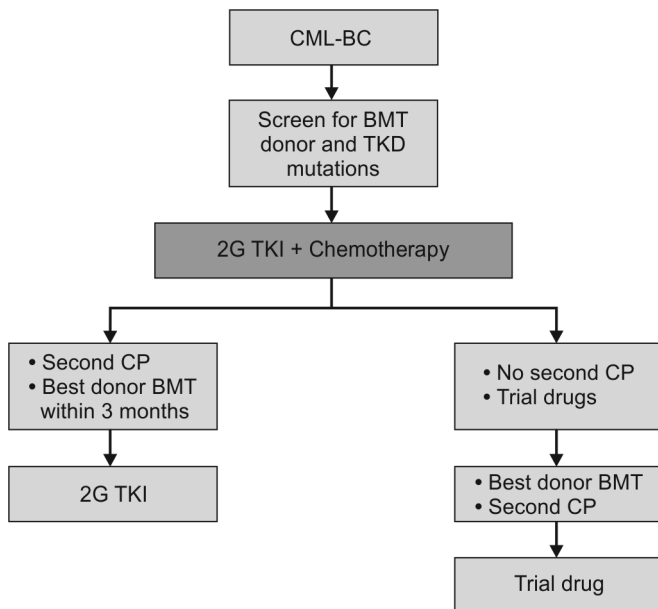 CML-BC
Screen for BMT
donor and TKD
mutations
2G TKI + Chemotherapy
• Second CP
• Best donor BMT
within 3 months
2G TKI
• No second CP
• Trial drugs
• Best donor BMT
• Second CP
Trial drug